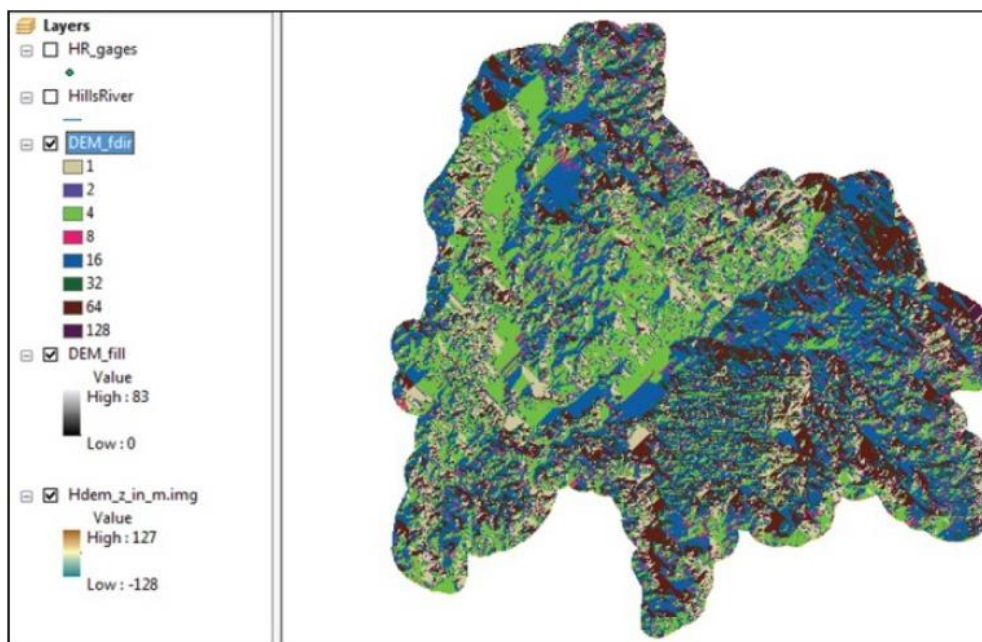 Layers
HR_gages
HillsRiver
DEM_fdir
1
2
4
8
16
32
64
128
DEM_fill
Value
High : 83
Low : 0
Hdem_z_in_m.img
Value
High : 127
Low : -128